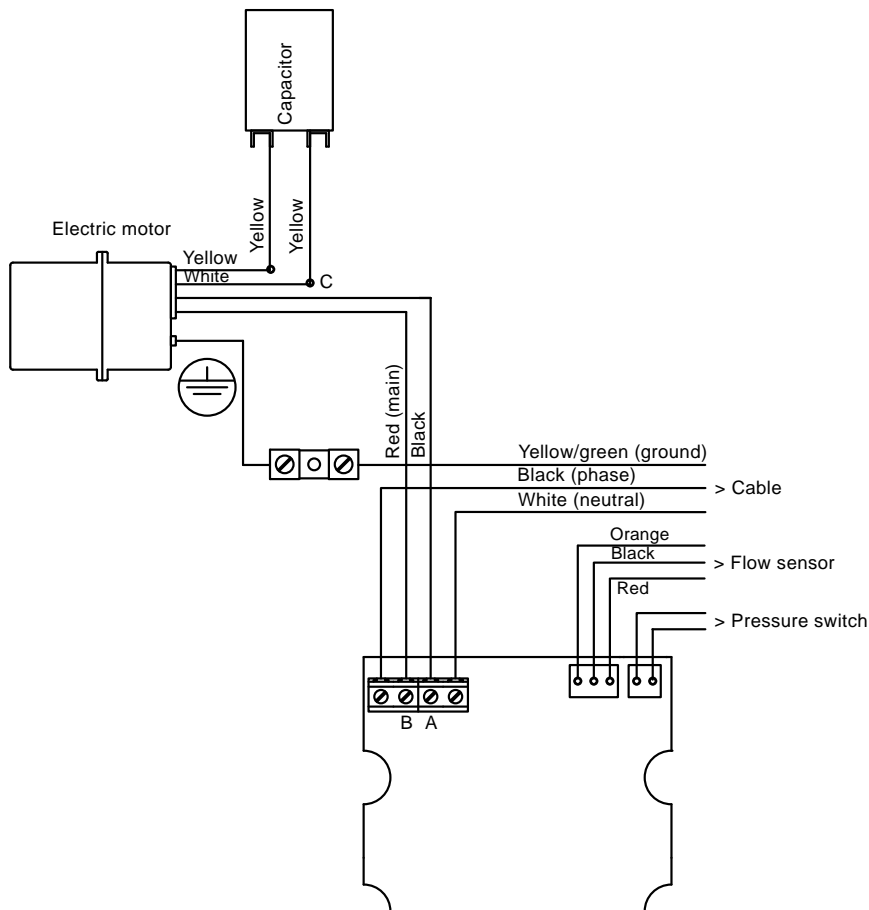 Capacitor
Yellow
Yellow
Electric motor
Yellow
White
C
Red (main)
Black
Yellow/green (ground)
Black (phase)
> Cable
White (neutral)
Orange
Black
> Flow sensor
Red
> Pressure switch
B A